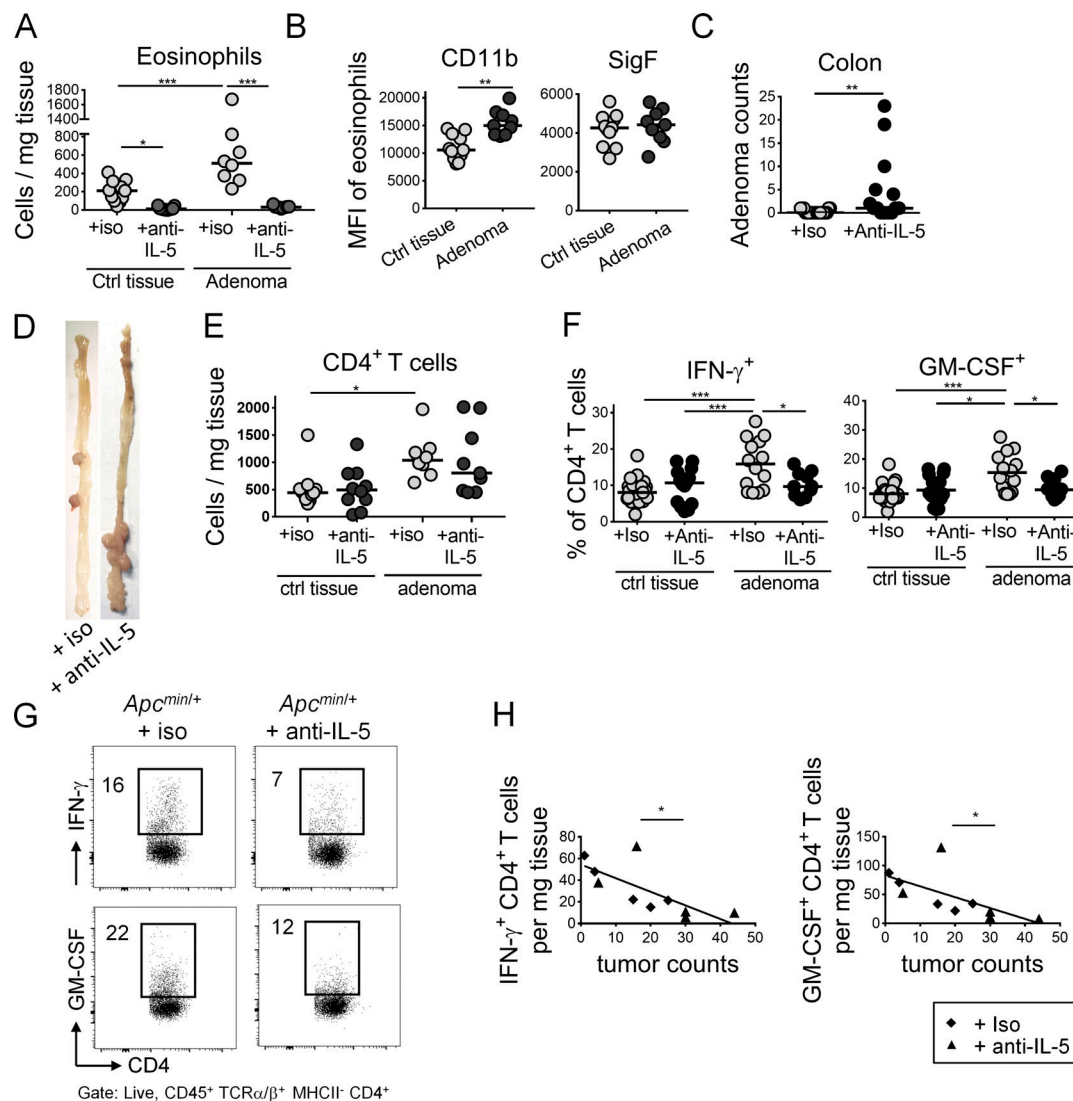 A
Eosinophils
Cells / mg tissue
1800
1600
1400
1200
1000
800
600
400
200
0
***
***
*
+iso
+anti-
IL-5
+iso
+anti-
IL-5
Ctrl tissue
Adenoma
B
CD11b
SigF
MFI of eosinophils
20000
15000
10000
5000
0
**
Ctrl tissue
Adenoma
6000
4000
2000
0
Ctrl tissue
Adenoma
C
Colon
Adenoma counts
25
20
15
10
5
0
**
+Iso
+Anti-IL-5
D
+ iso
+ anti-IL-5
E
CD4⁺ T cells
Cells / mg tissue
2000
1500
1000
500
0
*
+iso
+anti-
IL-5
+iso
+anti-
IL-5
ctrl tissue
adenoma
F
IFN-γ⁺
GM-CSF⁺
% of CD4⁺ T cells
30
20
10
0
***
***
*
+Iso
+Anti-
IL-5
+Iso
+Anti-
IL-5
ctrl tissue
adenoma
40
30
20
10
0
***
*
*
+Iso
+Anti-
IL-5
+Iso
+Anti-
IL-5
ctrl tissue
adenoma
G
Apcmin/+
+ iso
Apcmin/+
+ anti-IL-5
IFN-γ
16
7
GM-CSF
22
12
CD4
Gate: Live, CD45⁺ TCRα/β⁺ MHCII⁻ CD4⁺
H
IFN-γ⁺ CD4⁺ T cells
per mg tissue
80
60
40
20
0
*
0 10 20 30 40 50
tumor counts
GM-CSF⁺ CD4⁺ T cells
per mg tissue
150
100
75
50
25
0
*
0 10 20 30 40 50
tumor counts
+ Iso
+ anti-IL-5